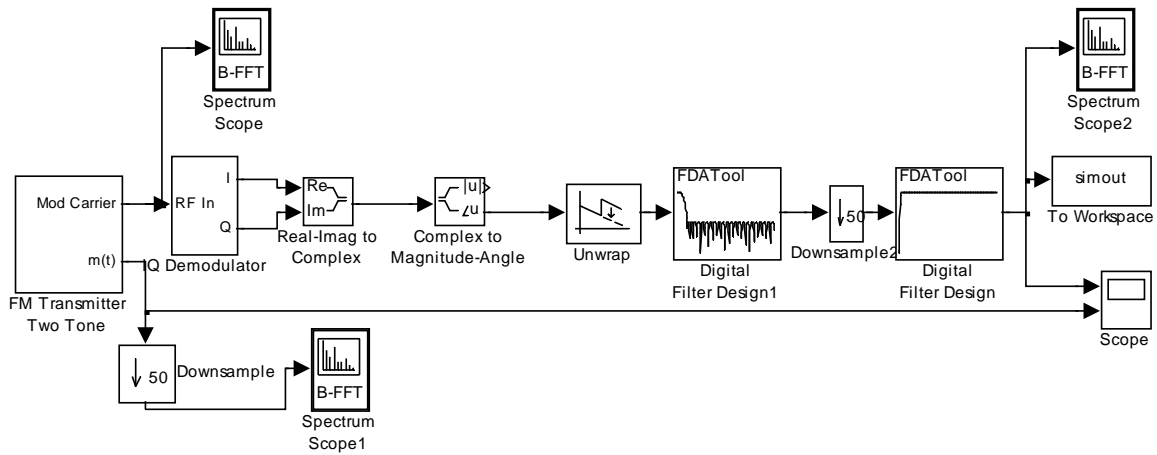 B-FFT
Spectrum
Scope
B-FFT
Spectrum
Scope2
Mod Carrier
m(t)
FM Transmitter
Two Tone
RF In
I
Q
IQ Demodulator
Re
Im
Real-Imag to
Complex
|u|
∠u
Complex to
Magnitude-Angle
Unwrap
FDATool
Digital
Filter Design1
50
Downsample2
FDATool
Digital
Filter Design
simout
To Workspace
Scope
50
Downsample
B-FFT
Spectrum
Scope1